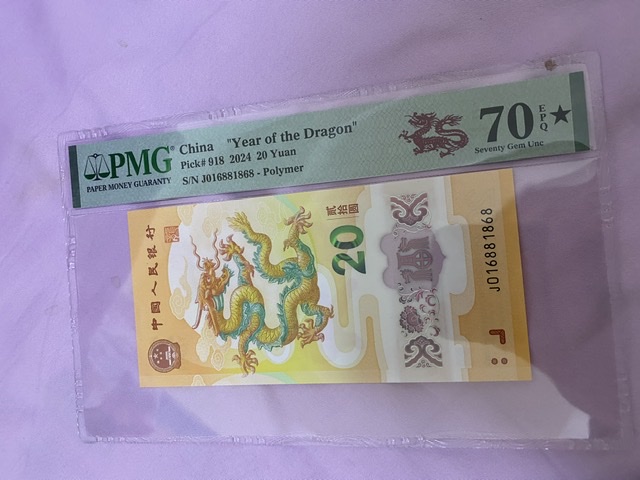 PMG
PAPER MONEY GUARANTY
China "Year of the Dragon"
Pick# 918 2024 20 Yuan
S/N J016881868 - Polymer
70 EPQ ★
Seventy Gem Unc
中国人民银行
贰拾圆
20
J016881868